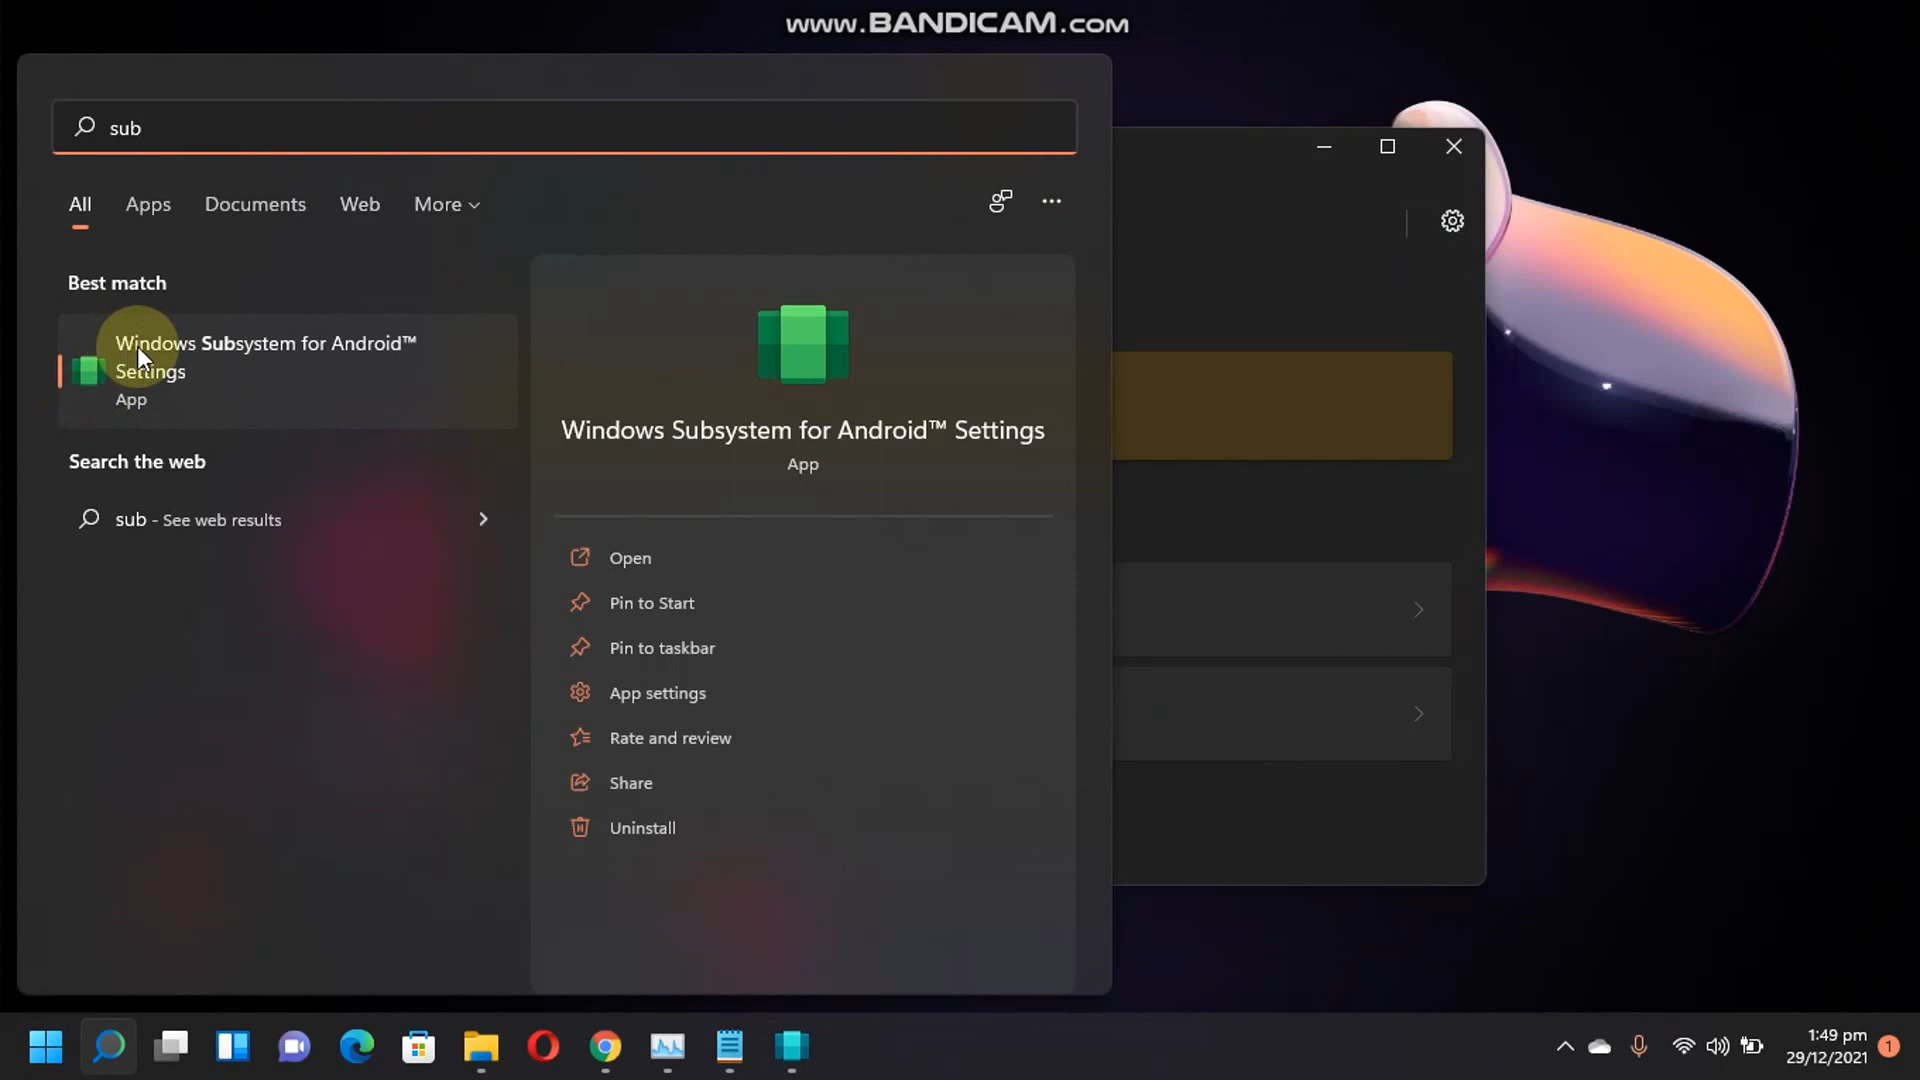 www.BANDICAM.com
sub
All Apps Documents Web More
Best match
Windows Subsystem for Android™
Settings
App
Search the web
sub - See web results
Windows Subsystem for Android™ Settings
App
Open
Pin to Start
Pin to taskbar
App settings
Rate and review
Share
Uninstall
1:49 pm
29/12/2021
1